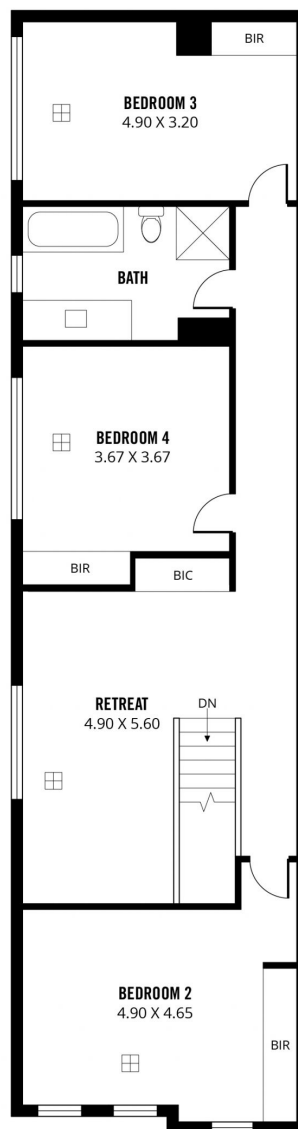 BIR
BEDROOM 3
4.90 X 3.20
BATH
BEDROOM 4
3.67 X 3.67
BIR
BIC
RETREAT
4.90 X 5.60
DN
BEDROOM 2
4.90 X 4.65
BIR